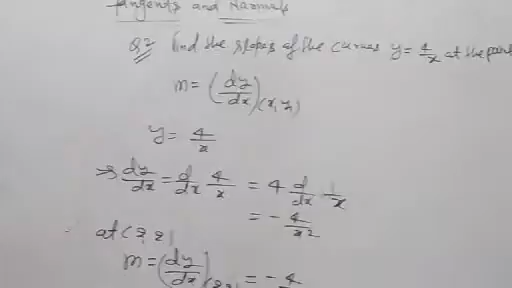 Tangents and Normals
Q2 Find the slopes of the curves y = 4/x at the point
m = (dy/dx)(x, y)
y = 4/x
⇒ dy/dx = d/dx 4/x = 4 d/dx 1/x
= - 4/x²
at (2, 2)
m = (dy/dx)(2, 2) = - 4